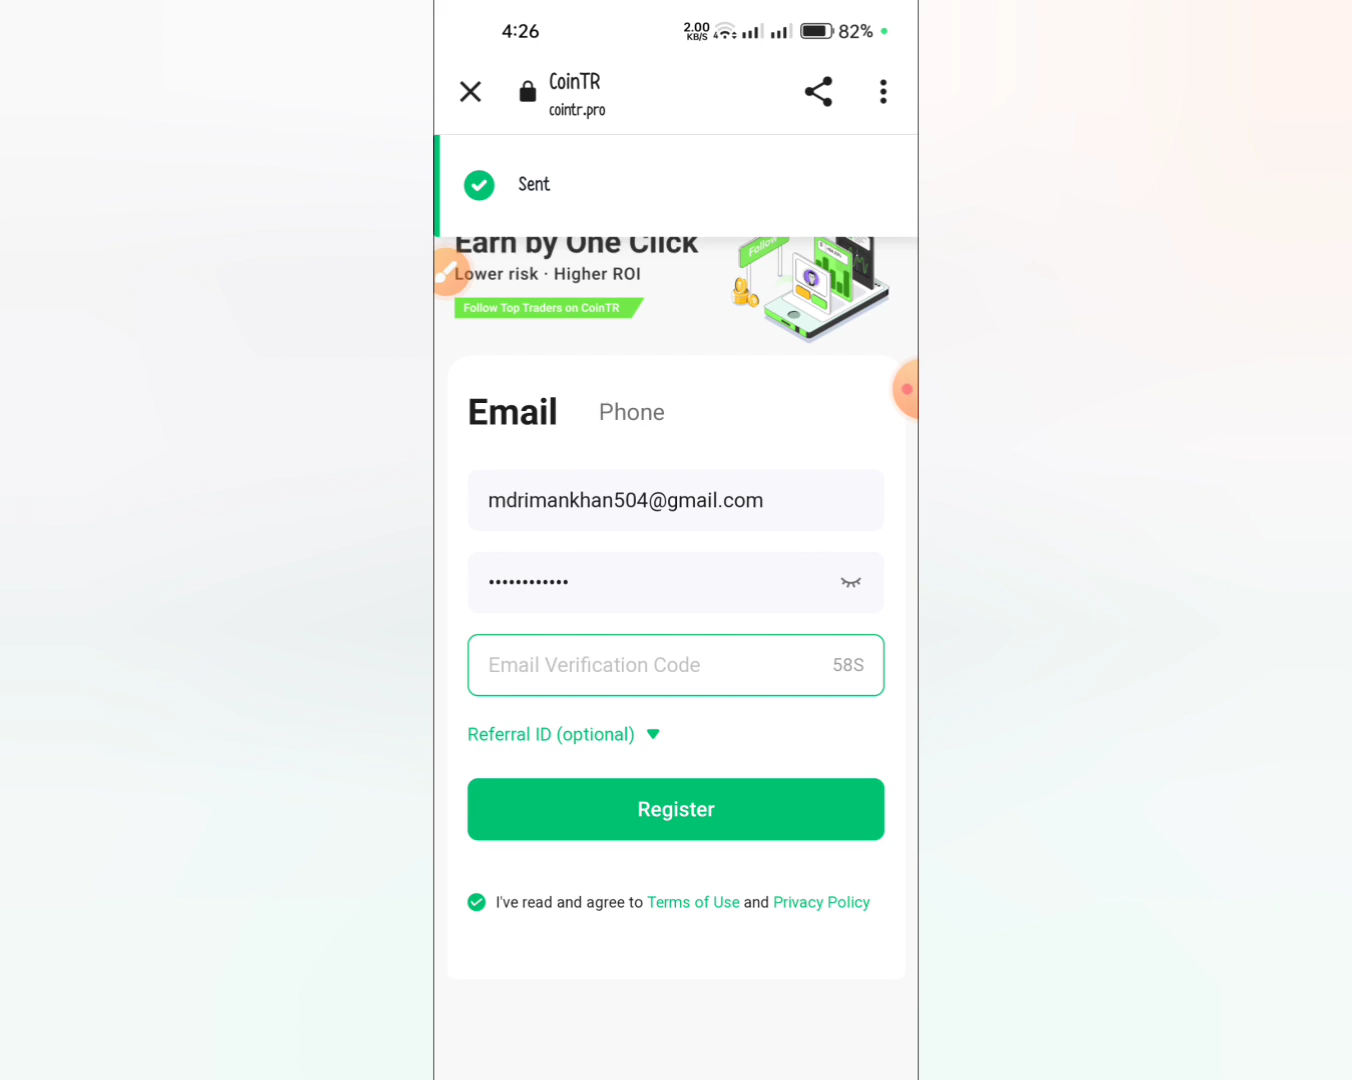 4:26
2.00
KB/S
82%
CoinTR
cointr.pro
Sent
Earn by One Click
Lower risk · Higher ROI
Follow Top Traders on CoinTR
Follow
Email
Phone
mdrimankhan504@gmail.com
••••••••••••
Email Verification Code
58S
Referral ID (optional)
Register
I've read and agree to Terms of Use and Privacy Policy